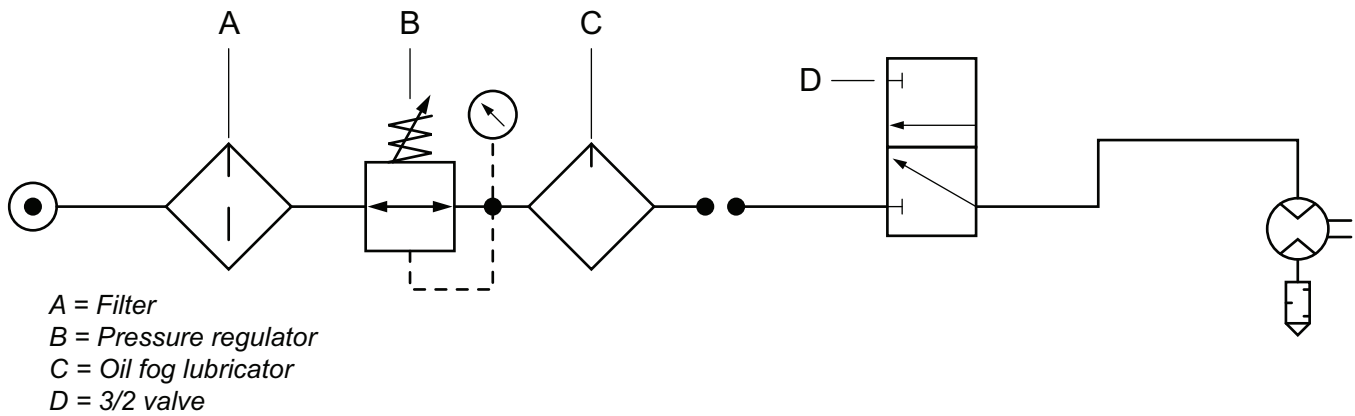 A B C
D
A = Filter
B = Pressure regulator
C = Oil fog lubricator
D = 3/2 valve